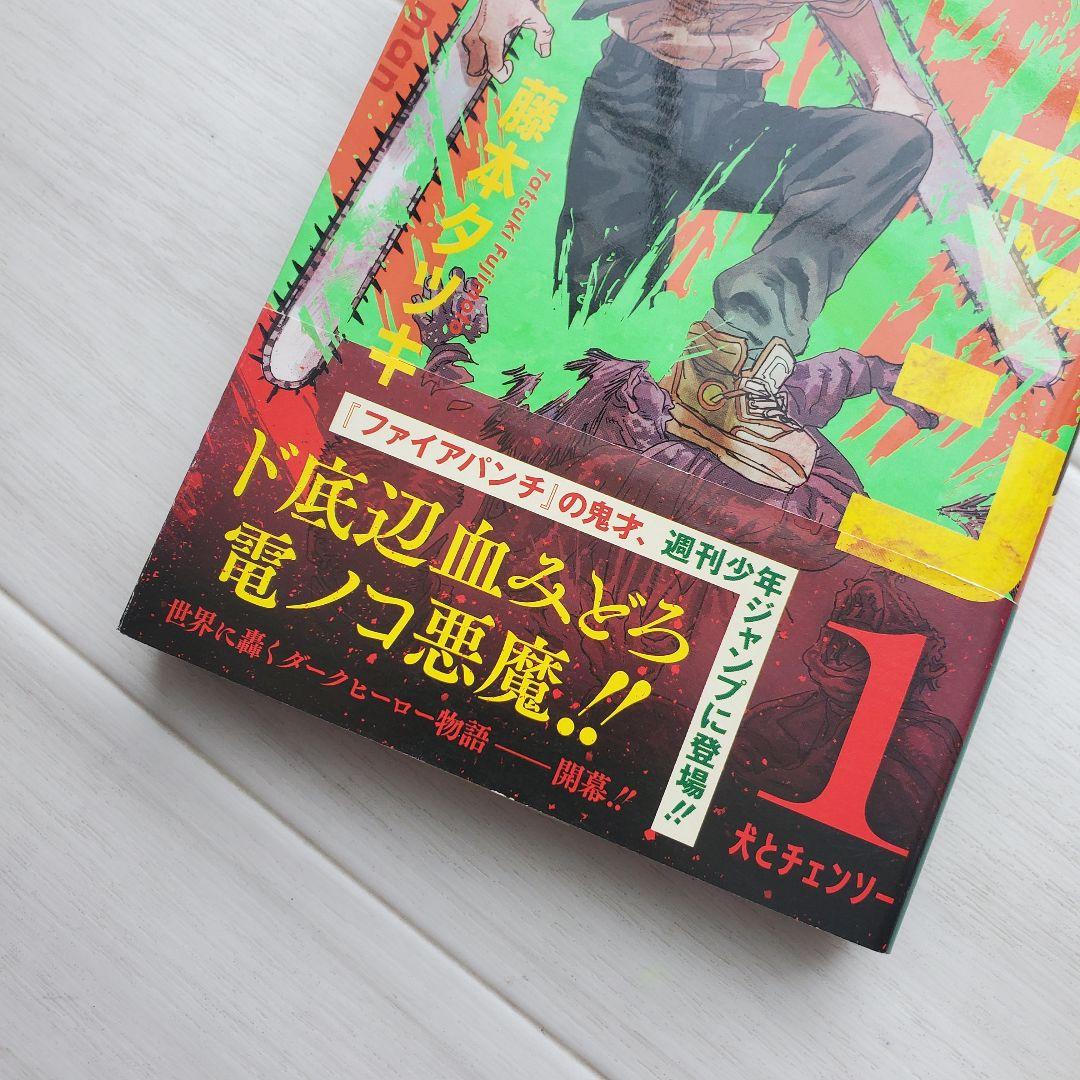 man
藤本タツキ
Tatsuki Fujimoto
『ファイアパンチ』の鬼才、
週刊少年ジャンプに登場!!
ド底辺血みどろ
電ノコ悪魔!!
世界に轟くダークヒーロー物語——開幕!!
1
犬とチェンソー